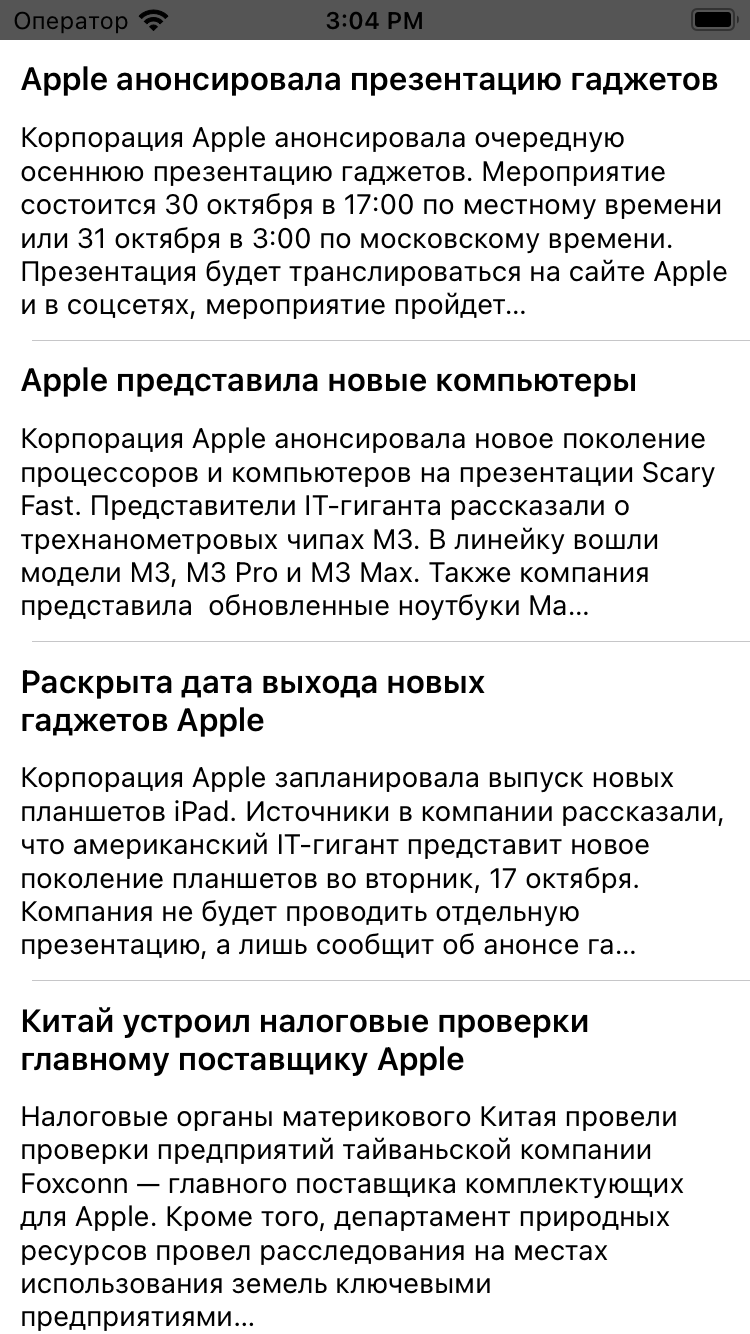 Оператор 3:04 PM
Apple анонсировала презентацию гаджетов
Корпорация Apple анонсировала очередную
осеннюю презентацию гаджетов. Мероприятие
состоится 30 октября в 17:00 по местному времени
или 31 октября в 3:00 по московскому времени.
Презентация будет транслироваться на сайте Apple
и в соцсетях, мероприятие пройдет...
Apple представила новые компьютеры
Корпорация Apple анонсировала новое поколение
процессоров и компьютеров на презентации Scary
Fast. Представители IT-гиганта рассказали о
трехнанометровых чипах M3. В линейку вошли
модели M3, M3 Pro и M3 Max. Также компания
представила  обновленные ноутбуки Ma...
Раскрыта дата выхода новых
гаджетов Apple
Корпорация Apple запланировала выпуск новых
планшетов iPad. Источники в компании рассказали,
что американский IT-гигант представит новое
поколение планшетов во вторник, 17 октября.
Компания не будет проводить отдельную
презентацию, а лишь сообщит об анонсе га...
Китай устроил налоговые проверки
главному поставщику Apple
Налоговые органы материкового Китая провели
проверки предприятий тайваньской компании
Foxconn — главного поставщика комплектующих
для Apple. Кроме того, департамент природных
ресурсов провел расследования на местах
использования земель ключевыми
предприятиями...